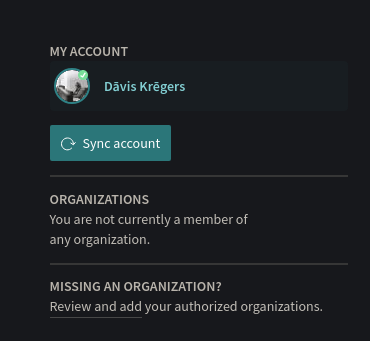 MY ACCOUNT
Dāvis Krēgers
Sync account
ORGANIZATIONS
You are not currently a member of
any organization.
MISSING AN ORGANIZATION?
Review and add your authorized organizations.